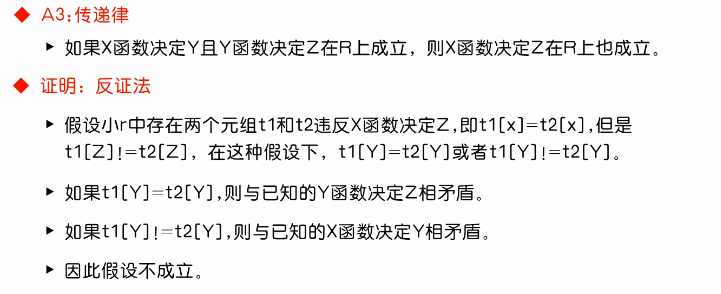 ◆ A3:传递律
▸ 如果X函数决定Y且Y函数决定Z在R上成立，则X函数决定Z在R上也成立。
◆ 证明：反证法
▸ 假设小r中存在两个元组t1和t2违反X函数决定Z,即t1[x]=t2[x],但是
t1[Z]!=t2[Z]，在这种假设下，t1[Y]=t2[Y]或者t1[Y]!=t2[Y]。
▸ 如果t1[Y]=t2[Y],则与已知的Y函数决定Z相矛盾。
▸ 如果t1[Y]!=t2[Y],则与已知的X函数决定Y相矛盾。
▸ 因此假设不成立。